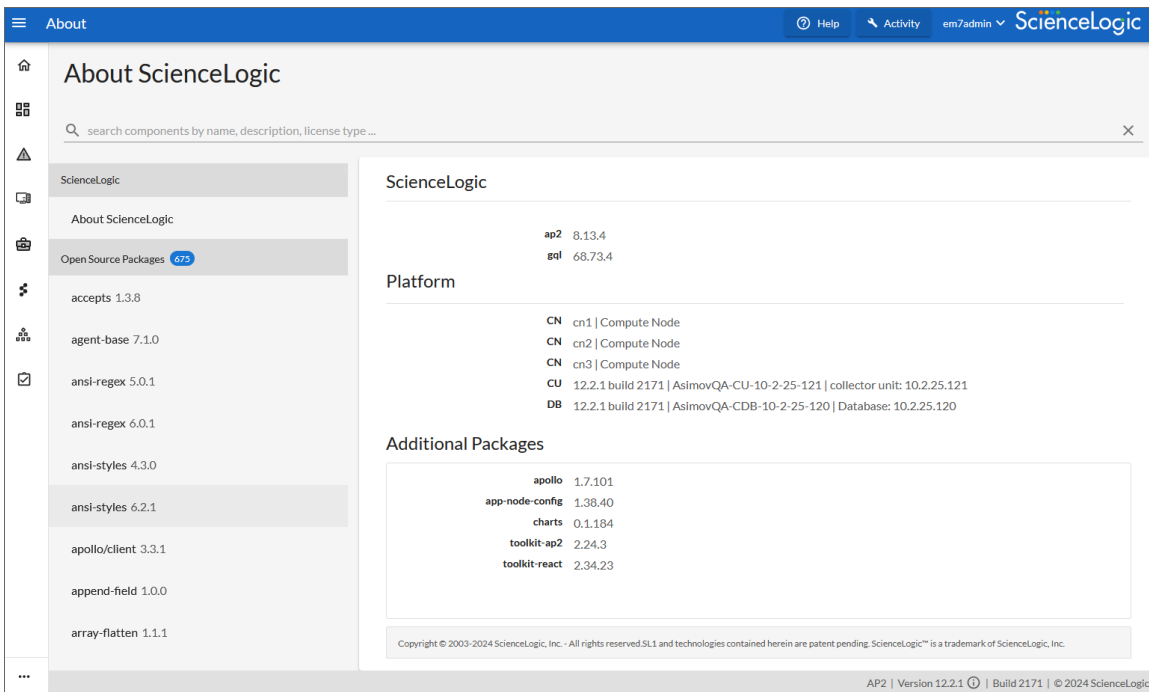 About
Help
Activity
em7admin
ScienceLogic
About ScienceLogic
search components by name, description, license type ...
ScienceLogic
About ScienceLogic
Open Source Packages 675
accepts 1.3.8
agent-base 7.1.0
ansi-regex 5.0.1
ansi-regex 6.0.1
ansi-styles 4.3.0
ansi-styles 6.2.1
apollo/client 3.3.1
append-field 1.0.0
array-flatten 1.1.1
ScienceLogic
ap2 8.13.4
gql 68.73.4
Platform
CN cn1 | Compute Node
CN cn2 | Compute Node
CN cn3 | Compute Node
CU 12.2.1 build 2171 | AsimovQA-CU-10-2-25-121 | collector unit: 10.2.25.121
DB 12.2.1 build 2171 | AsimovQA-CDB-10-2-25-120 | Database: 10.2.25.120
Additional Packages
apollo 1.7.101
app-node-config 1.38.40
charts 0.1.184
toolkit-ap2 2.24.3
toolkit-react 2.34.23
Copyright © 2003-2024 ScienceLogic, Inc. - All rights reserved.SL1 and technologies contained herein are patent pending. ScienceLogic™ is a trademark of ScienceLogic, Inc.
AP2 | Version 12.2.1 | Build 2171 | © 2024 ScienceLogic